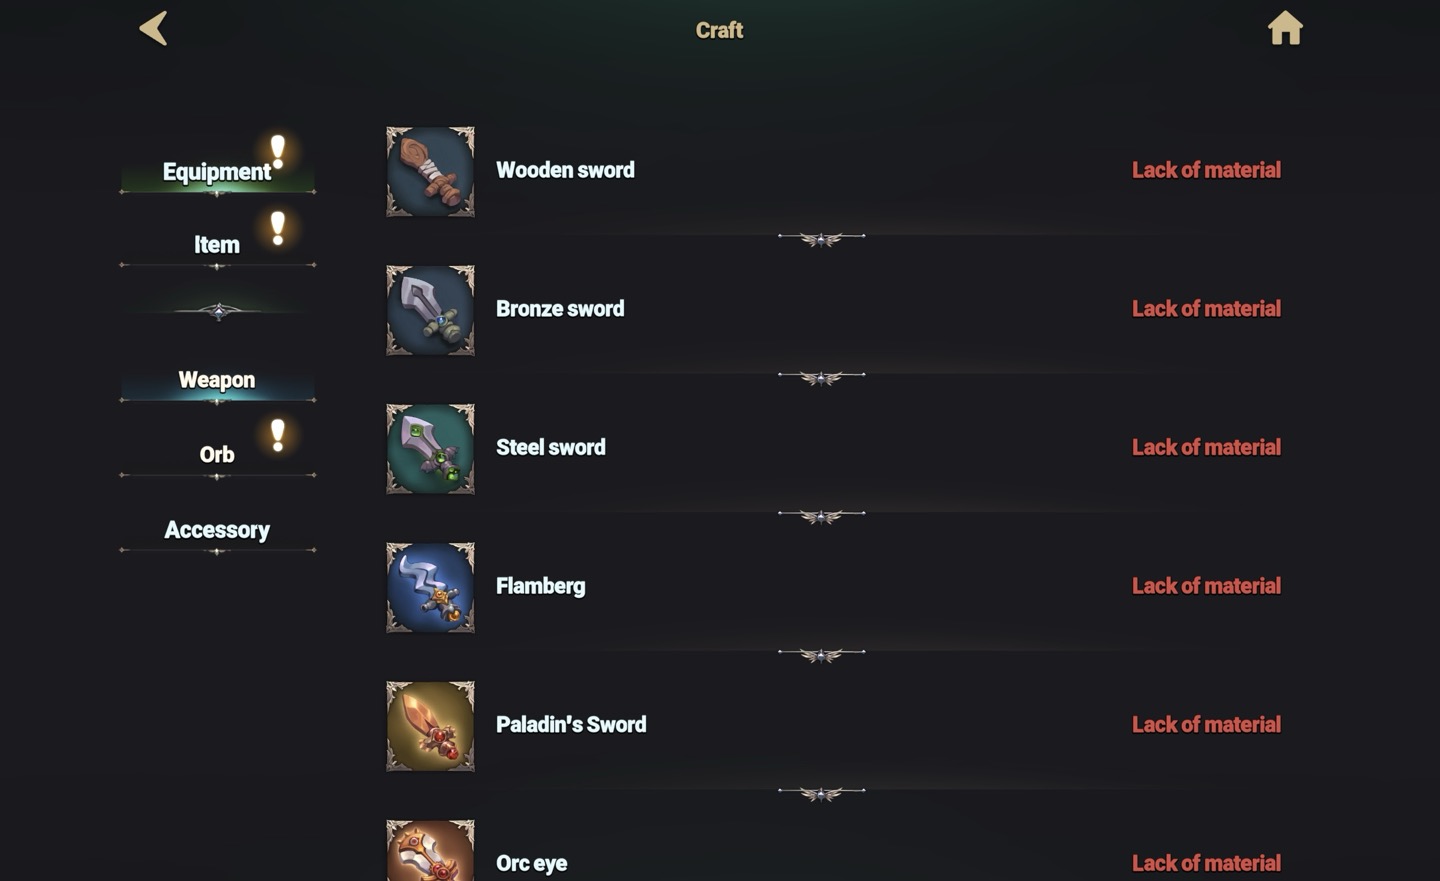 Craft
Equipment
Item
Weapon
Orb
Accessory
Wooden sword
Lack of material
Bronze sword
Lack of material
Steel sword
Lack of material
Flamberg
Lack of material
Paladin's Sword
Lack of material
Orc eye
Lack of material